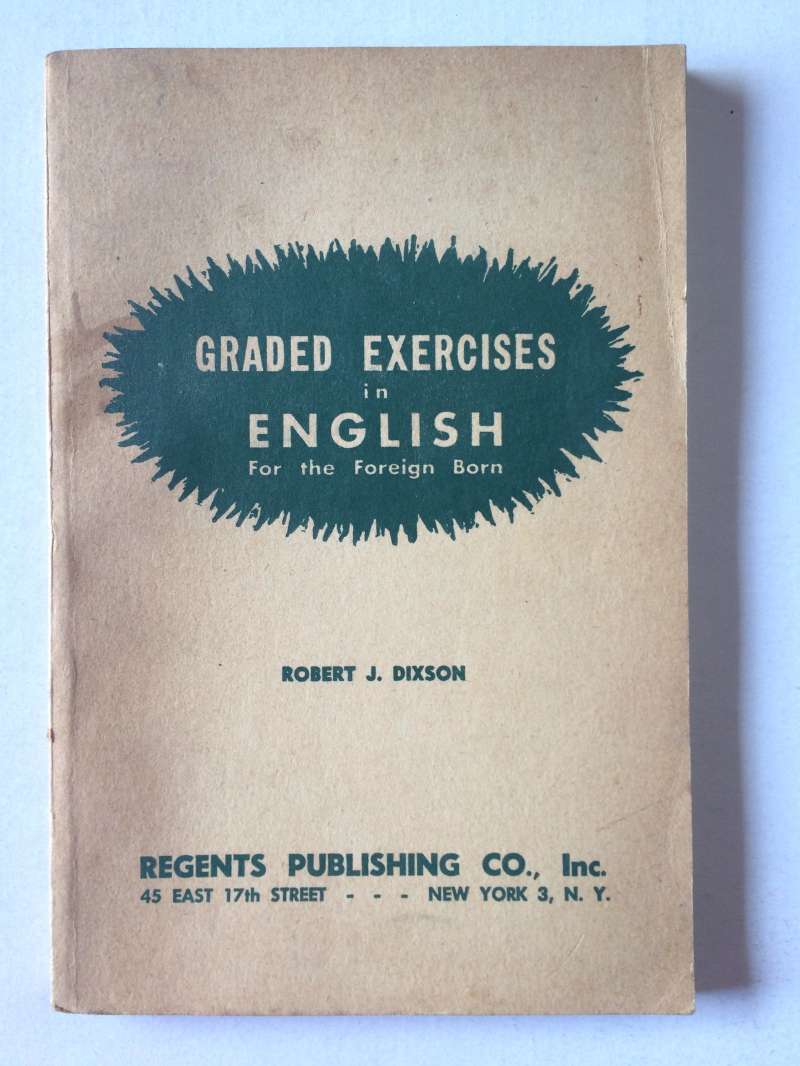 GRADED EXERCISES
in
ENGLISH
For the Foreign Born
ROBERT J. DIXSON
REGENTS PUBLISHING CO., Inc.
45 EAST 17th STREET - - - NEW YORK 3, N. Y.